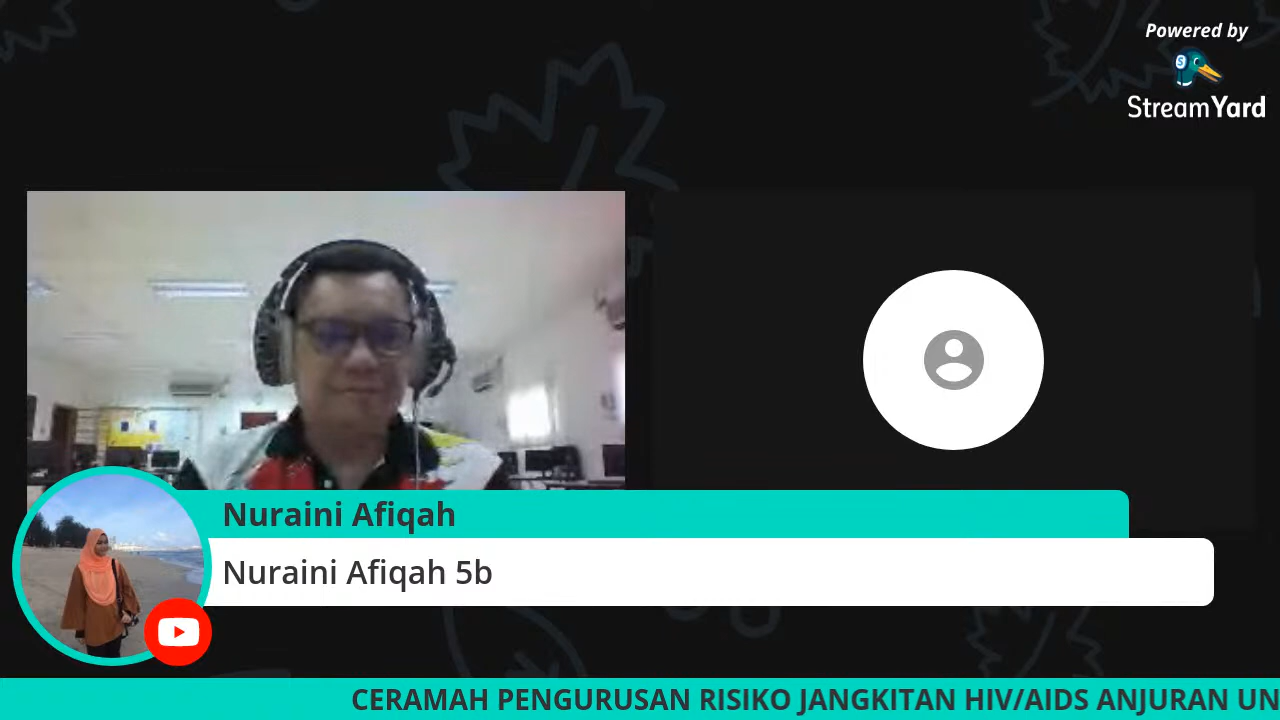 Powered by
StreamYard
Nuraini Afiqah
Nuraini Afiqah 5b
CERAMAH PENGURUSAN RISIKO JANGKITAN HIV/AIDS ANJURAN UN